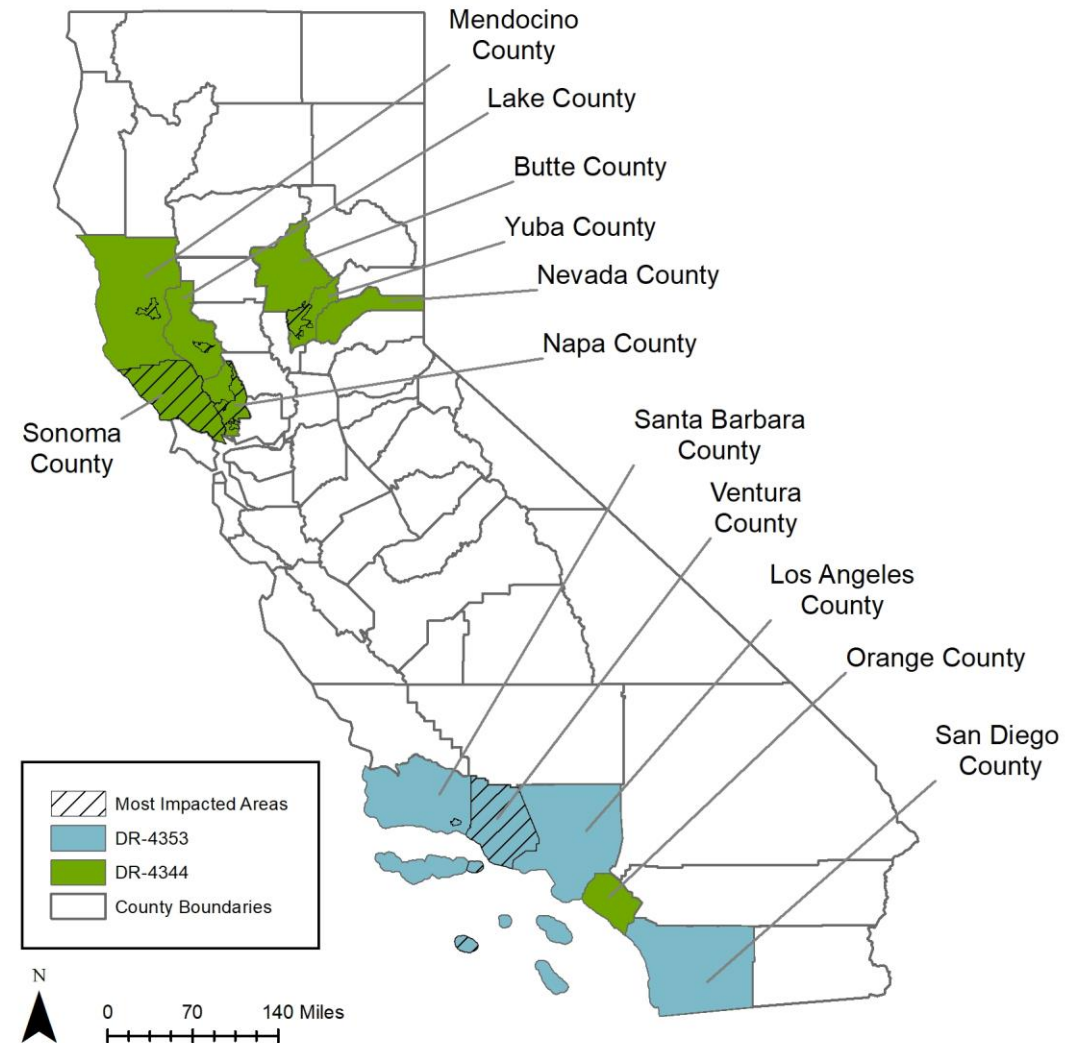 Mendocino
County
Lake County
Butte County
Yuba County
Nevada County
Napa County
Sonoma
County
Santa Barbara
County
Ventura
County
Los Angeles
County
Orange County
San Diego
County
Most Impacted Areas
DR-4353
DR-4344
County Boundaries
N
0 70 140 Miles